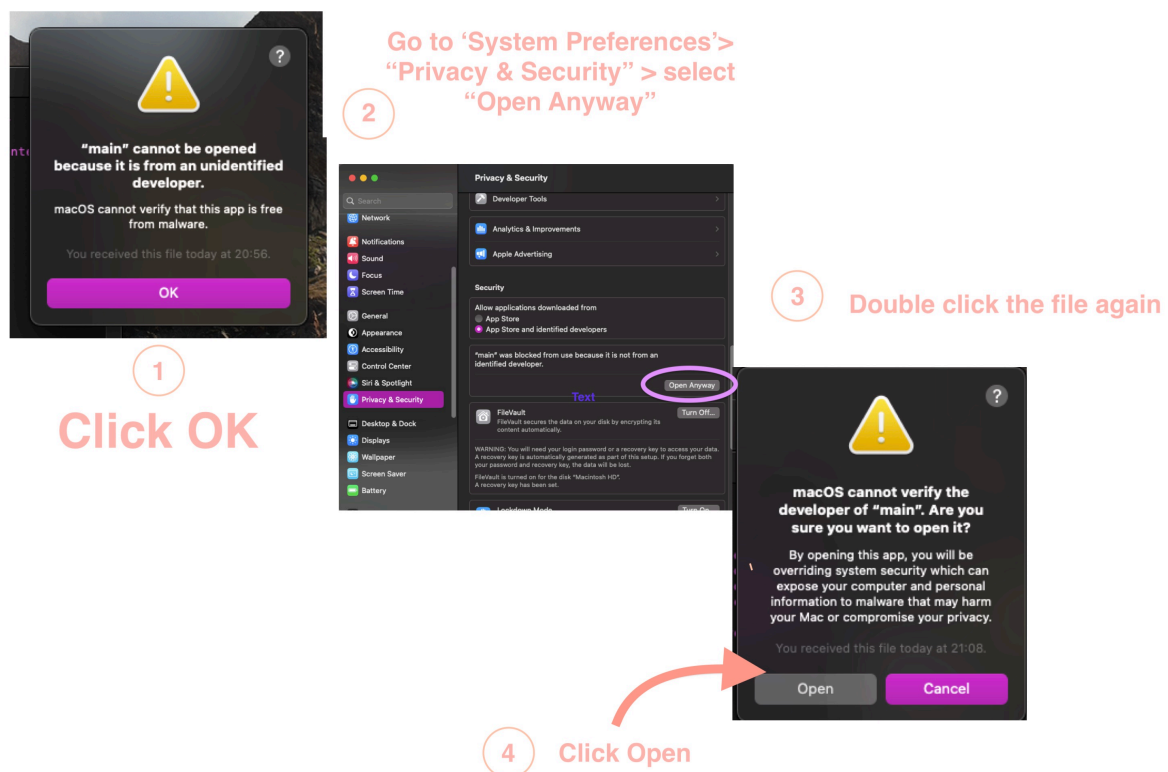 ?
"main" cannot be opened
because it is from an unidentified
developer.
macOS cannot verify that this app is free
from malware.
You received this file today at 20:56.
OK
1
Click OK
2
Go to ‘System Preferences’>
“Privacy & Security” > select
“Open Anyway”
Search
Network
Notifications
Sound
Focus
Screen Time
General
Appearance
Accessibility
Control Center
Siri & Spotlight
Privacy & Security
Desktop & Dock
Displays
Wallpaper
Screen Saver
Battery
Privacy & Security
Developer Tools
Analytics & Improvements
Apple Advertising
Security
Allow applications downloaded from
App Store
App Store and identified developers
"main" was blocked from use because it is not from an
identified developer.
Open Anyway
Text
FileVault
Turn Off...
FileVault secures the data on your disk by encrypting its
content automatically.
WARNING: You will need your login password or a recovery key to access your data.
A recovery key is automatically generated as part of this setup. If you forget both
your password and recovery key, the data will be lost.
FileVault is turned on for the disk "Macintosh HD".
A recovery key has been set.
Lockdown Mode
Turn On...
3
Double click the file again
?
macOS cannot verify the
developer of "main". Are you
sure you want to open it?
By opening this app, you will be
overriding system security which can
expose your computer and personal
information to malware that may harm
your Mac or compromise your privacy.
You received this file today at 21:08.
Open
Cancel
4
Click Open